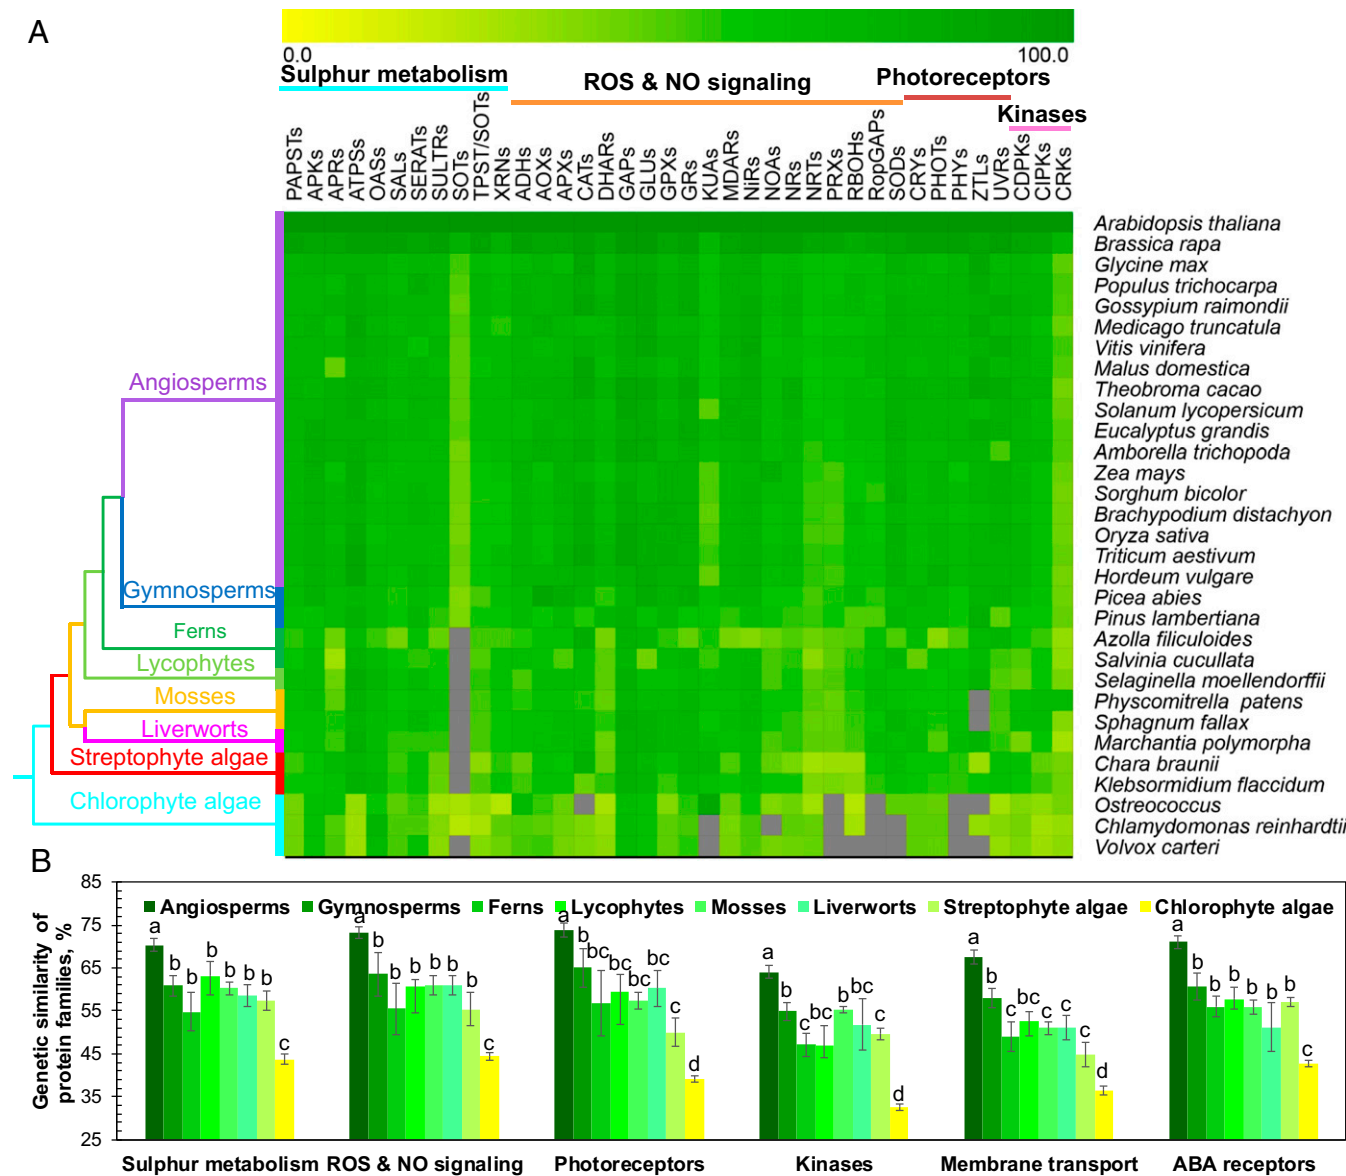 A
0.0
100.0
Sulphur metabolism
ROS & NO signaling
Photoreceptors
Kinases
PAPSTs
APKs
APRs
ATPSs
OASs
SALs
SERATs
SULTRs
SOTs
TPST/SOTs
XRNs
ADHs
AOXs
APXs
CATs
DHARs
GAPs
GLUs
GPXs
GRs
KUAs
MDARs
NiRs
NOAs
NRs
NRTs
PRXs
RBOHs
RopGAPs
SODs
CRYs
PHOTs
PHYs
ZTLs
UVRs
CDPKs
CIPKs
CRKs
Arabidopsis thaliana
Brassica rapa
Glycine max
Populus trichocarpa
Gossypium raimondii
Medicago truncatula
Vitis vinifera
Malus domestica
Theobroma cacao
Solanum lycopersicum
Eucalyptus grandis
Amborella trichopoda
Zea mays
Sorghum bicolor
Brachypodium distachyon
Oryza sativa
Triticum aestivum
Hordeum vulgare
Picea abies
Pinus lambertiana
Azolla filiculoides
Salvinia cucullata
Selaginella moellendorffii
Physcomitrella patens
Sphagnum fallax
Marchantia polymorpha
Chara braunii
Klebsormidium flaccidum
Ostreococcus
Chlamydomonas reinhardtii
Volvox carteri
Angiosperms
Gymnosperms
Ferns
Lycophytes
Mosses
Liverworts
Streptophyte algae
Chlorophyte algae
B
Genetic similarity of
protein families, %
85
75
65
55
45
35
25
Angiosperms Gymnosperms Ferns Lycophytes Mosses Liverworts Streptophyte algae Chlorophyte algae
a b b b b b b c
a b b b b b b c
a b bc bc bc bc c d
a b c bc b bc c d
a b c bc c c c d
a b b b b b b c
Sulphur metabolism ROS & NO signaling Photoreceptors Kinases Membrane transport ABA receptors